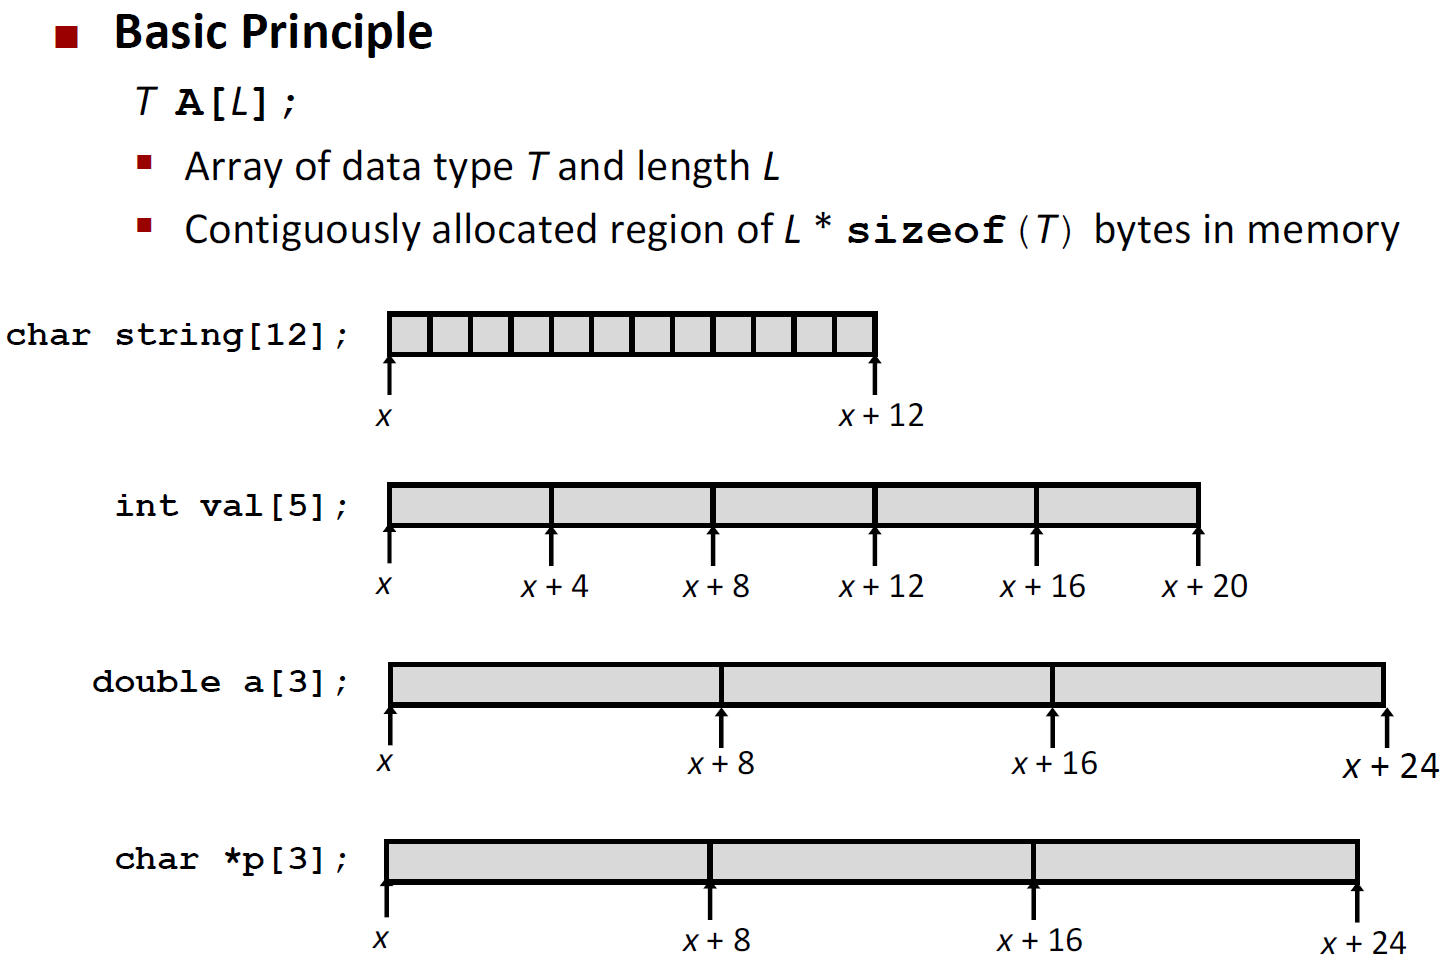 Basic Principle
T A[L];
Array of data type T and length L
Contiguously allocated region of L * sizeof(T) bytes in memory
char string[12];
x x + 12
int val[5];
x x + 4 x + 8 x + 12 x + 16 x + 20
double a[3];
x x + 8 x + 16 x + 24
char *p[3];
x x + 8 x + 16 x + 24